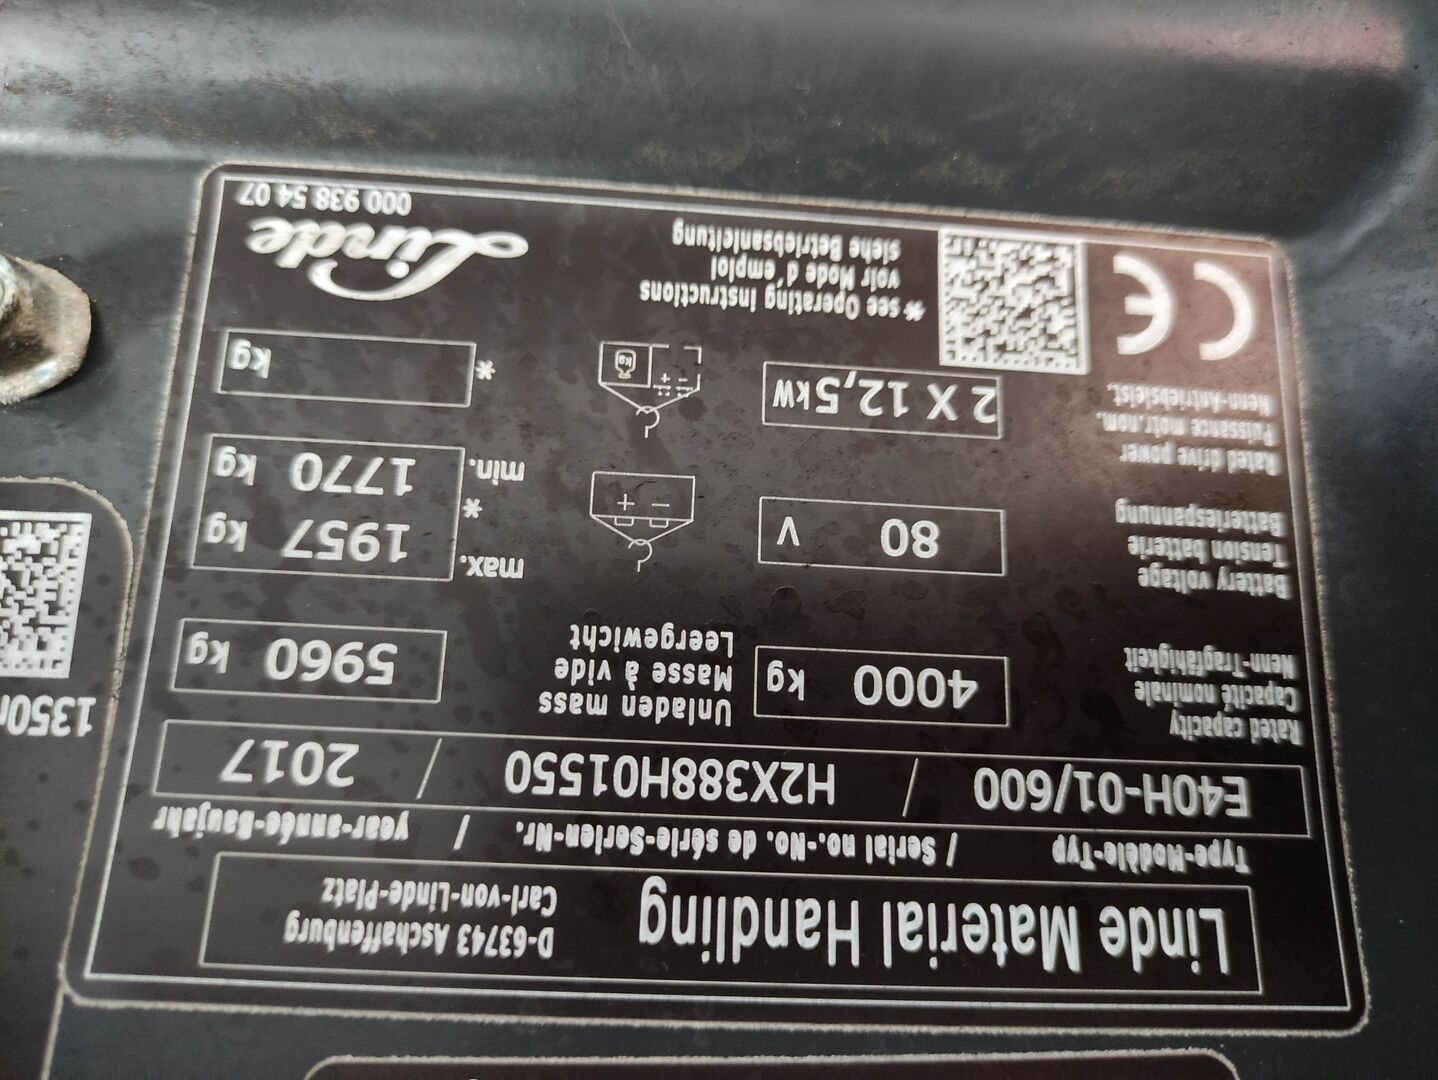 Linde Material Handling
Carl-von-Linde-Platz
D-63743 Aschaffenburg
Type-Modèle-Typ / Serial no.-No. de série-Serien-Nr. / year-année-Baujahr
E40H-01/600 / H2X388H01550 / 2017
Rated capacity
Capacité nominale
Nenn-Tragfähigkeit
4000 kg
Unladen mass
Masse à vide
Leergewicht
5960 kg
Battery voltage
Tension batterie
Batteriespannung
80 V
+ −
max. 1957 kg
*
min. 1770 kg
Rated drive power
Puissance motr.nom.
Nenn-Antriebsleist.
2 X 12,5 kW
kg
+ −
* kg
CE
* see Operating Instructions
voir Mode d'emploi
siehe Betriebsanleitung
Linde
000 938 54 07